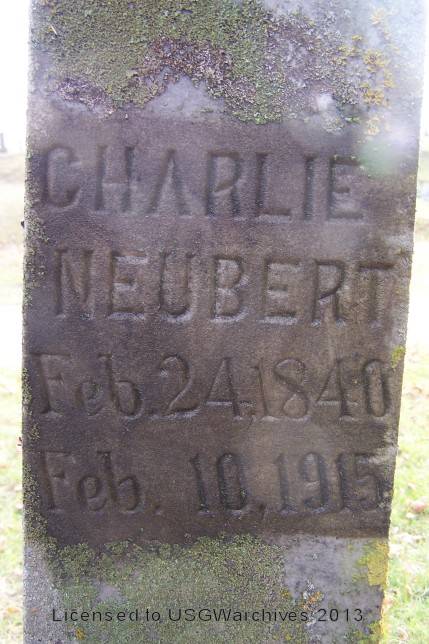 CHARLIE
NEUBERT
Feb. 24, 1840
Feb. 10, 1915
Licensed to USGWarchives: 2013